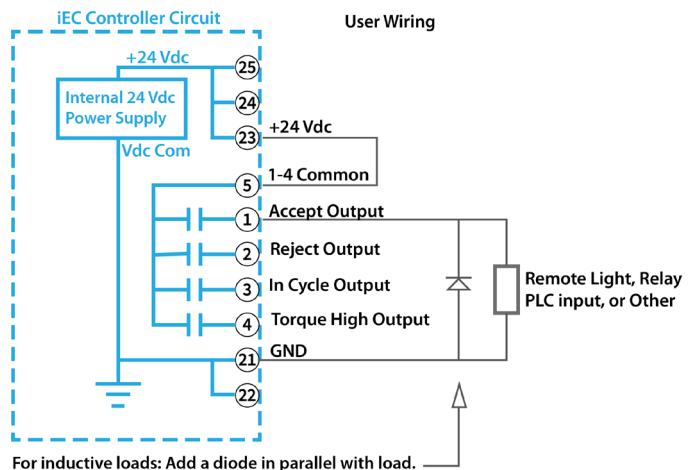 iEC Controller Circuit
User Wiring
+24 Vdc
25
Internal 24 Vdc
Power Supply
24
23
+24 Vdc
Vdc Com
5
1-4 Common
1
Accept Output
2
Reject Output
3
In Cycle Output
Remote Light, Relay
PLC input, or Other
4
Torque High Output
21
GND
22
For inductive loads: Add a diode in parallel with load.